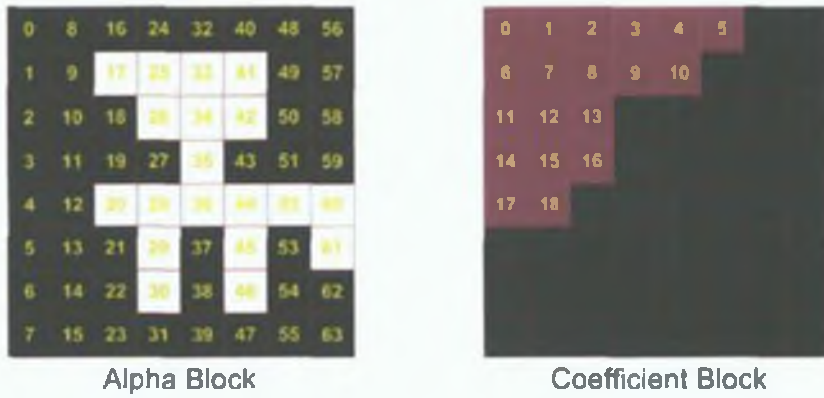 0 8 16 24 32 40 48 56
1 9 17 25 33 41 49 57
2 10 18 26 34 42 50 58
3 11 19 27 35 43 51 59
4 12 20 28 36 44 52 60
5 13 21 29 37 45 53 61
6 14 22 30 38 46 54 62
7 15 23 31 39 47 55 63
Alpha Block
0 1 2 3 4 5
6 7 8 9 10
11 12 13
14 15 16
17 18
Coefficient Block